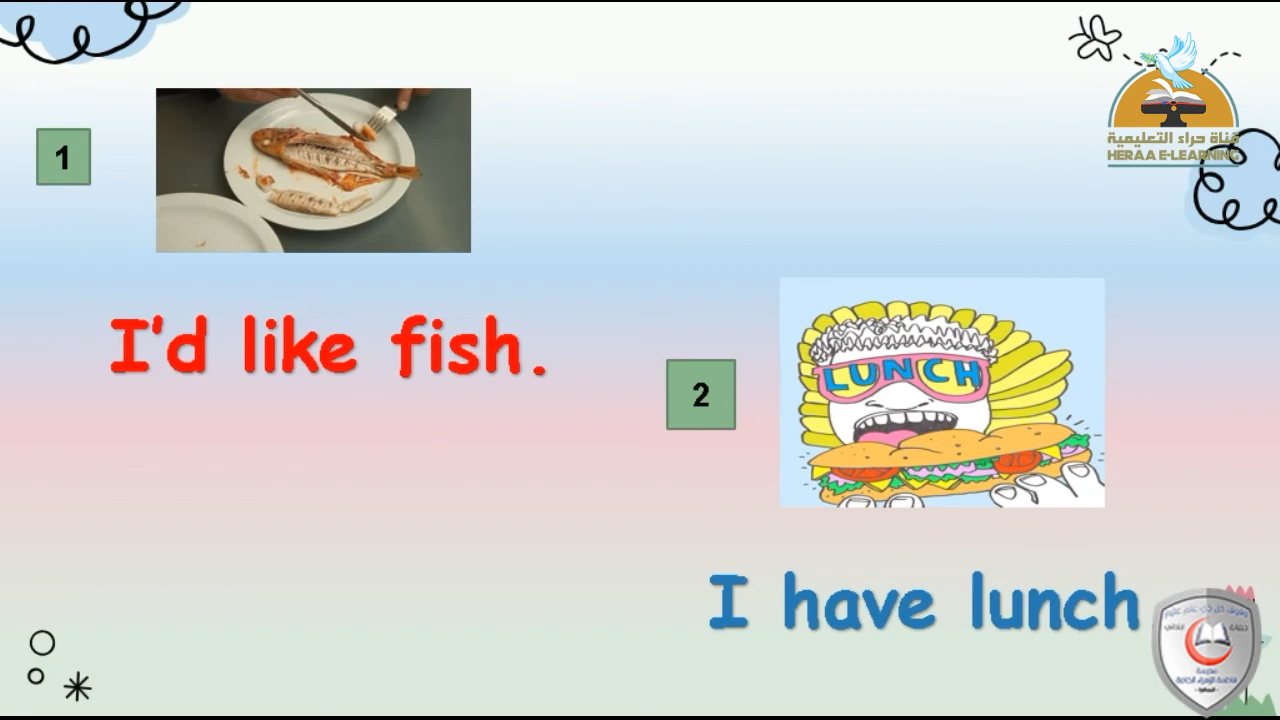 قناة حراء التعليمية
HERAA E-LEARNING
1
I'd like fish.
LUNCH
2
I have lunch